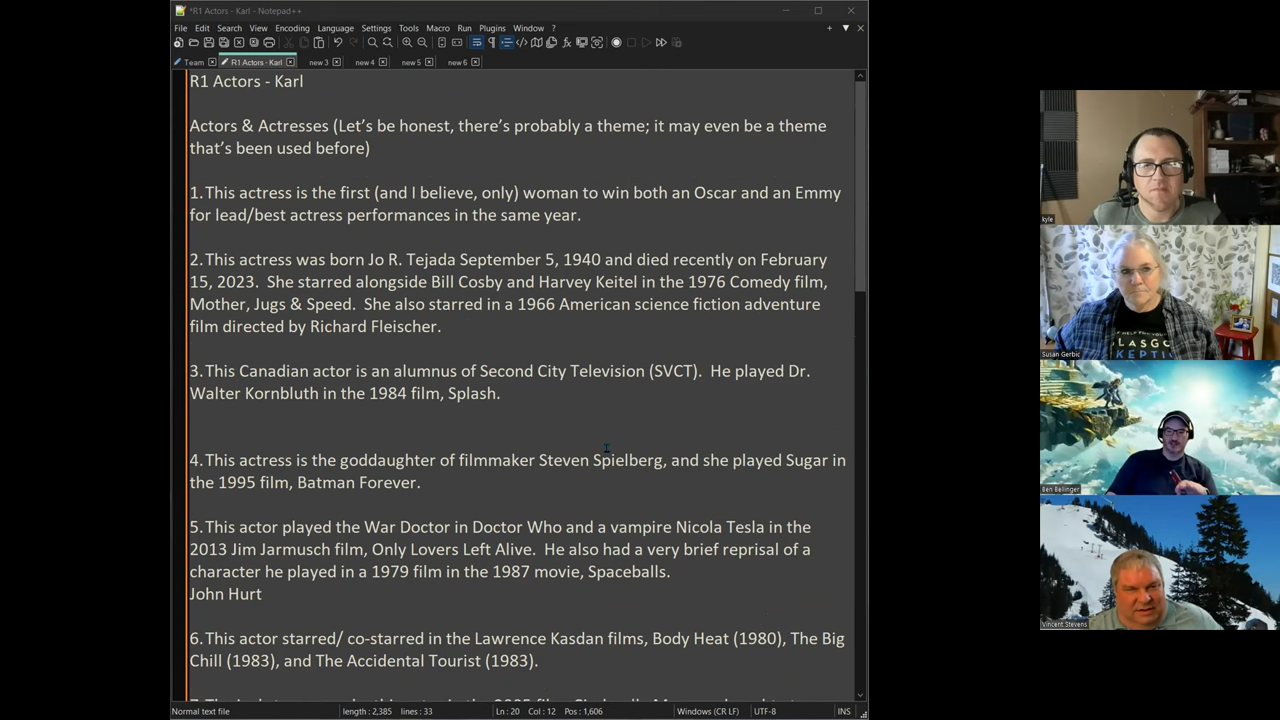 *R1 Actors - Karl - Notepad++
File Edit Search View Encoding Language Settings Tools Macro Run Plugins Window ?
Team R1 Actors - Karl new 3 new 4 new 5 new 6
R1 Actors - Karl
Actors & Actresses (Let's be honest, there's probably a theme; it may even be a theme
that's been used before)
1. This actress is the first (and I believe, only) woman to win both an Oscar and an Emmy
for lead/best actress performances in the same year.
2. This actress was born Jo R. Tejada September 5, 1940 and died recently on February
15, 2023.  She starred alongside Bill Cosby and Harvey Keitel in the 1976 Comedy film,
Mother, Jugs & Speed.  She also starred in a 1966 American science fiction adventure
film directed by Richard Fleischer.
3. This Canadian actor is an alumnus of Second City Television (SVCT).  He played Dr.
Walter Kornbluth in the 1984 film, Splash.
4. This actress is the goddaughter of filmmaker Steven Spielberg, and she played Sugar in
the 1995 film, Batman Forever.
5. This actor played the War Doctor in Doctor Who and a vampire Nicola Tesla in the
2013 Jim Jarmusch film, Only Lovers Left Alive.  He also had a very brief reprisal of a
character he played in a 1979 film in the 1987 movie, Spaceballs.
John Hurt
6. This actor starred/ co-starred in the Lawrence Kasdan films, Body Heat (1980), The Big
Chill (1983), and The Accidental Tourist (1983).
Normal text file length : 2,385 lines : 33 Ln : 20 Col : 12 Pos : 1,606 Windows (CR LF) UTF-8 INS
kyle
GLASGO
SKEPTIC
Susan Gerbic
Ben Bellinger
Vincent Stevens